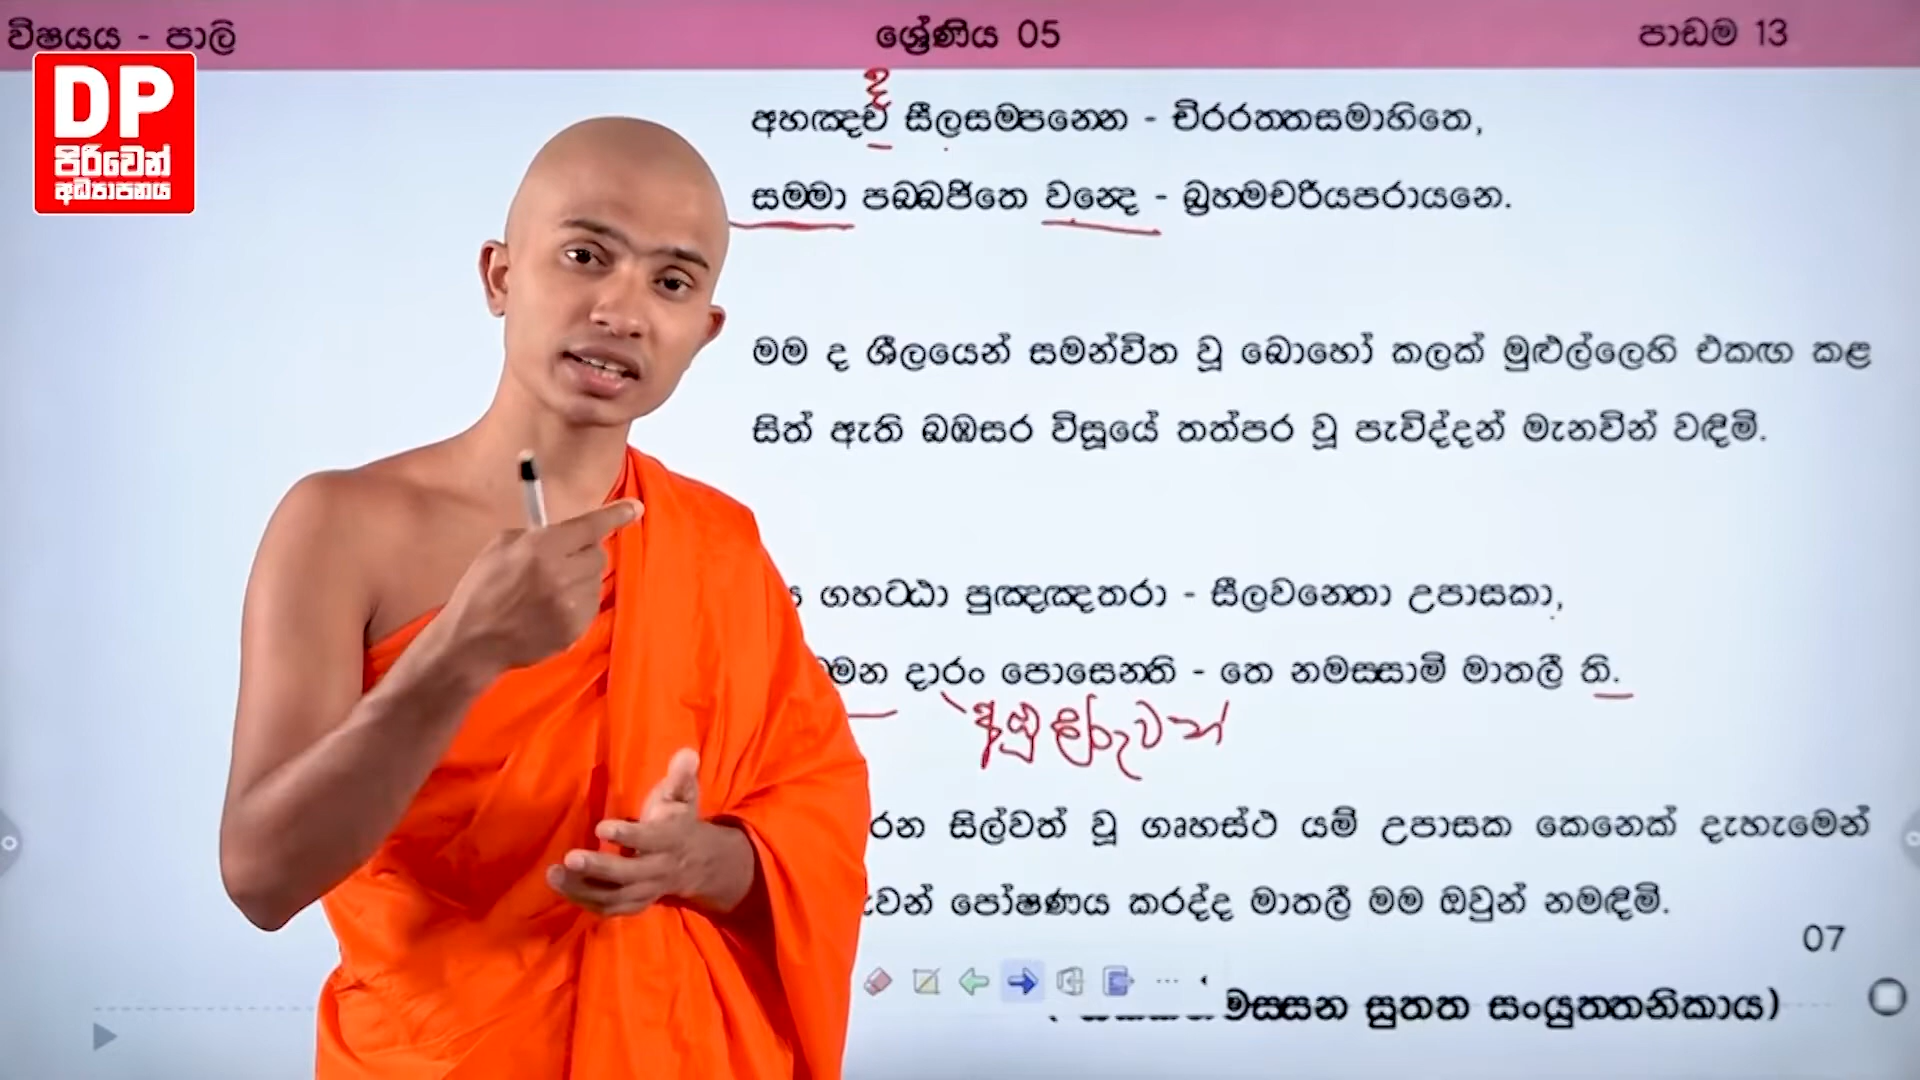 විෂයය - පාලි ශ්‍රේණිය 05 පාඩම 13
DP
පිරිවෙන්
අධ්‍යාපනය
ද
අහඤ්ච සීලසම්පන්නෙ - චිරරත්තසමාහිතෙ,
සම්මා පබ්බජිතෙ වන්දෙ - බ්‍රහ්මචරියපරායනෙ.
මම ද ශීලයෙන් සමන්විත වූ බොහෝ කලක් මුළුල්ලෙහි එකඟ කළ
සිත් ඇති බඹසර විසූයේ තත්පර වූ පැවිද්දන් මැනවින් වඳිමි.
ගහට්ඨා පුඤ්ඤකරා - සීලවන්තො උපාසකා,
දාරං පොසෙන්ති - තෙ නමස්සාමි මාතලී ති.
අඹුදරුවන්
සිල්වත් වූ ගෘහස්ථ යම් උපාසක කෙනෙක් දැහැමෙන්
පෝෂණය කරද්ද මාතලී මම ඔවුන් නමඳිමි.
07
සුත්ත සංයුත්තනිකාය)